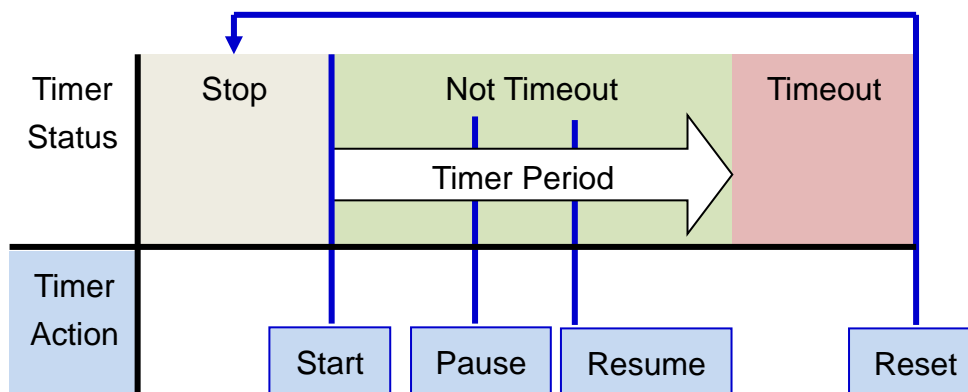 Timer
Status
Stop
Not Timeout
Timeout
Timer Period
Timer
Action
Start
Pause
Resume
Reset